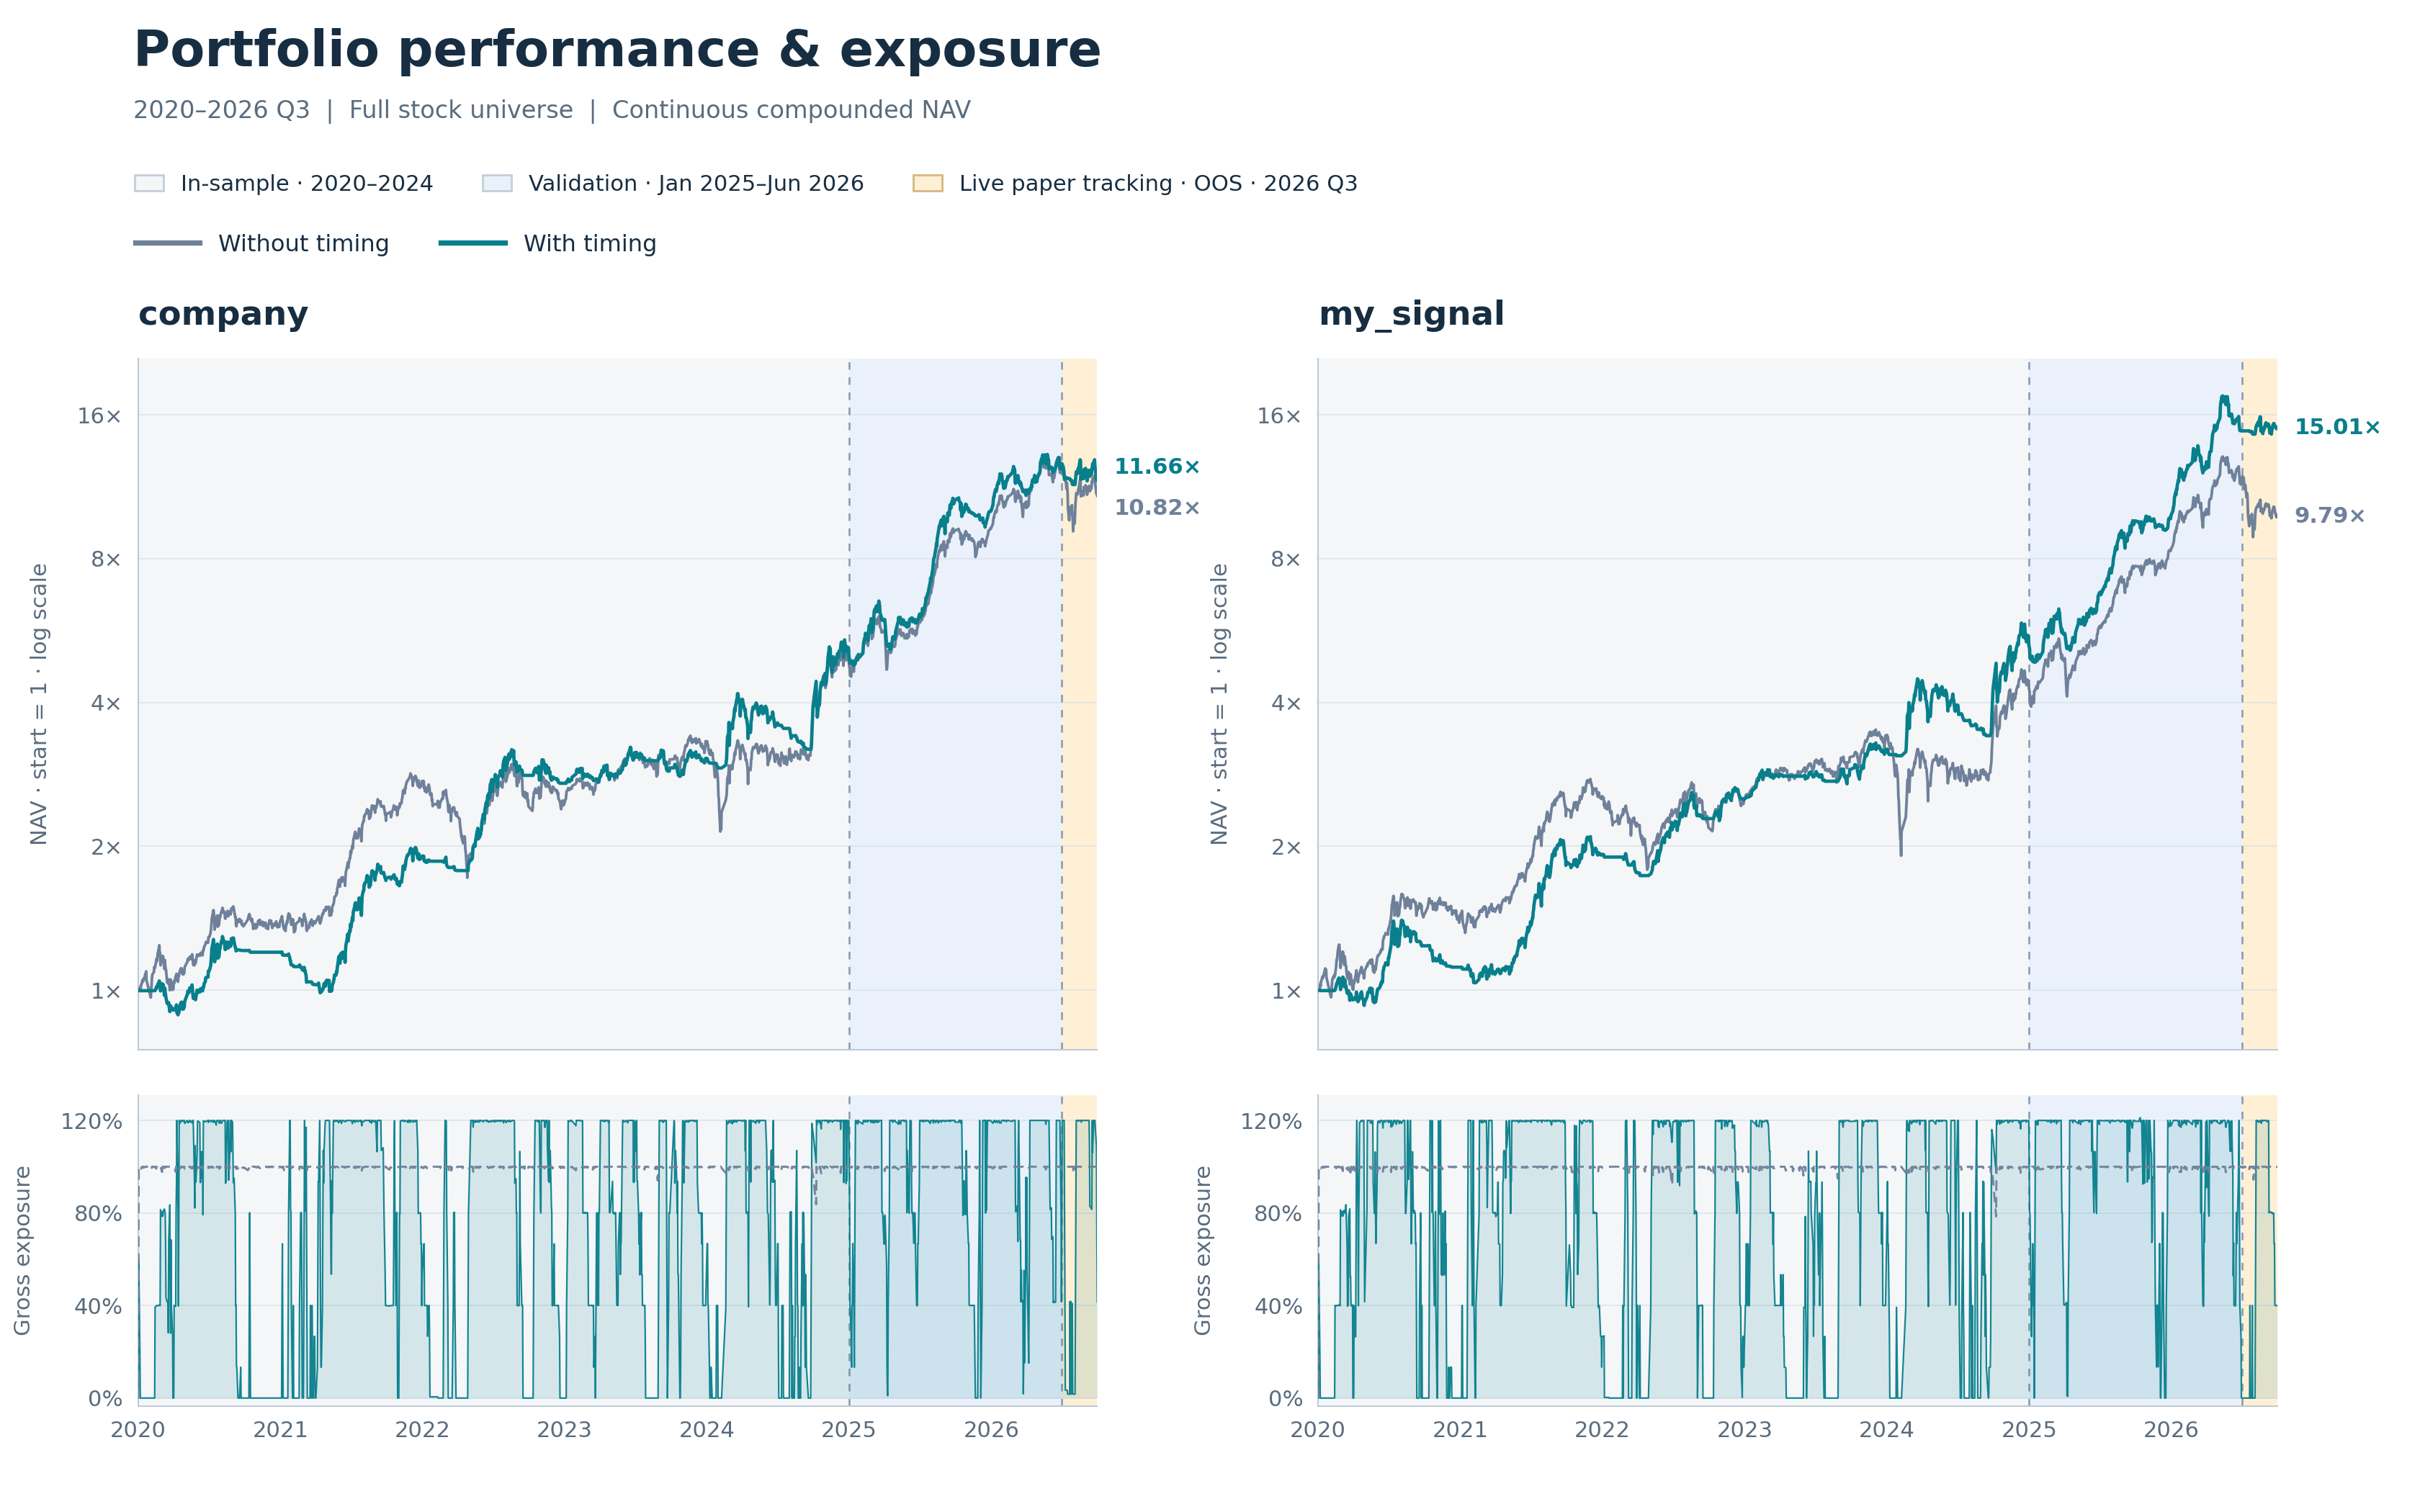 Portfolio performance & exposure
2020–2026 Q3 | Full stock universe | Continuous compounded NAV
In-sample · 2020–2024
Validation · Jan 2025–Jun 2026
Live paper tracking · OOS · 2026 Q3
Without timing
With timing
company
NAV · start = 1 · log scale
16×
8×
4×
2×
1×
11.66×
10.82×
Gross exposure
120%
80%
40%
0%
2020 2021 2022 2023 2024 2025 2026
my_signal
NAV · start = 1 · log scale
16×
8×
4×
2×
1×
15.01×
9.79×
Gross exposure
120%
80%
40%
0%
2020 2021 2022 2023 2024 2025 2026